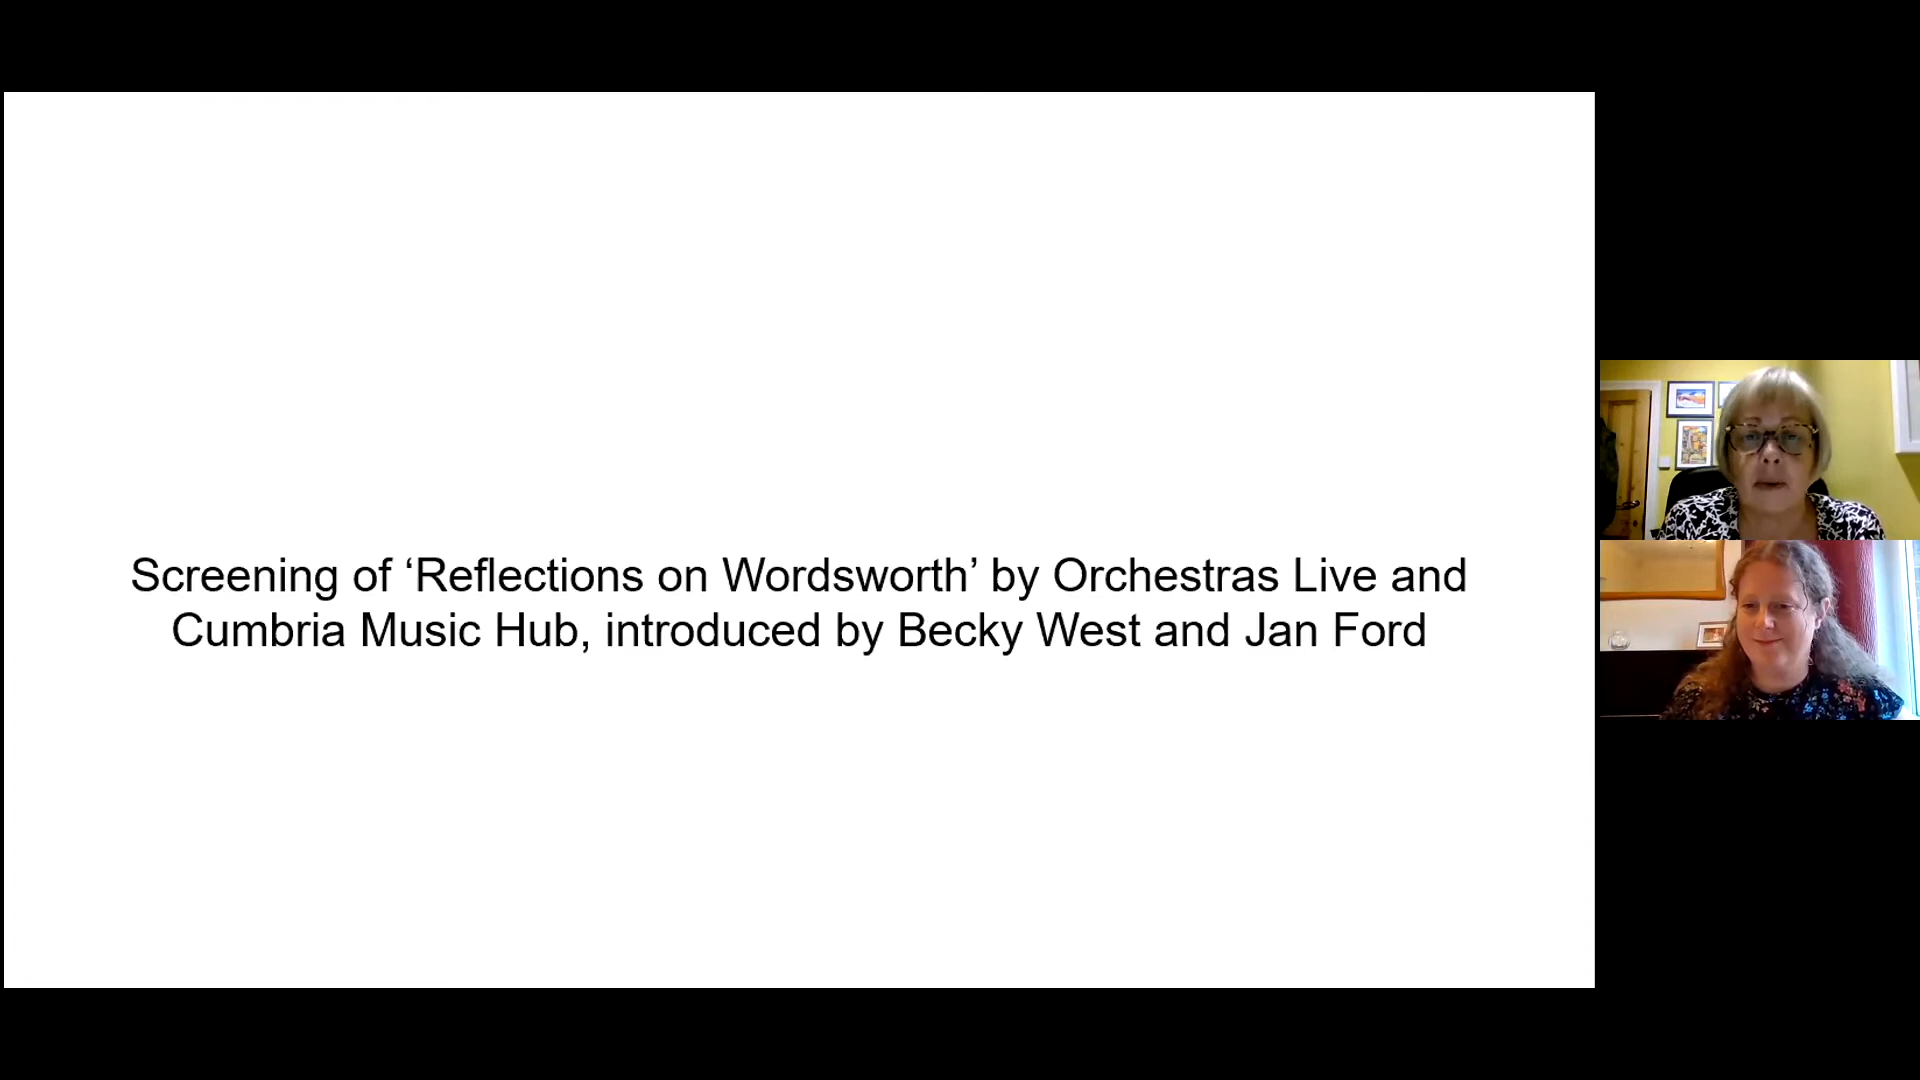 Screening of ‘Reflections on Wordsworth’ by Orchestras Live and
Cumbria Music Hub, introduced by Becky West and Jan Ford